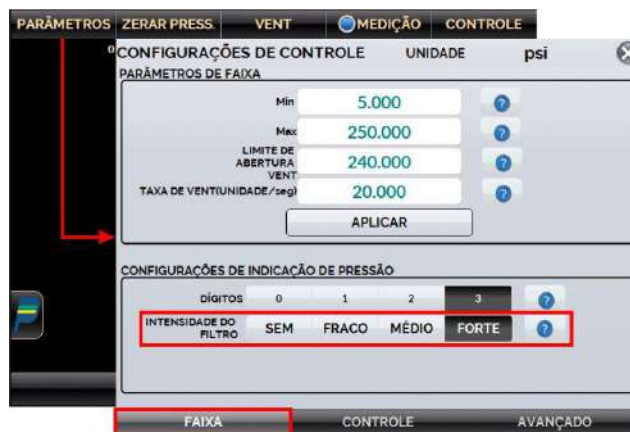 PARÂMETROS ZERAR PRESS. VENT MEDIÇÃO CONTROLE
CONFIGURAÇÕES DE CONTROLE UNIDADE psi
PARÂMETROS DE FAIXA
Min 5.000 ?
Max 250.000 ?
LIMITE DE
ABERTURA 240.000 ?
VENT
TAXA DE VENT(UNIDADE/seg) 20.000 ?
APLICAR
CONFIGURAÇÕES DE INDICAÇÃO DE PRESSÃO
DÍGITOS 0 1 2 3 ?
INTENSIDADE DO
FILTRO SEM FRACO MÉDIO FORTE ?
FAIXA CONTROLE AVANÇADO